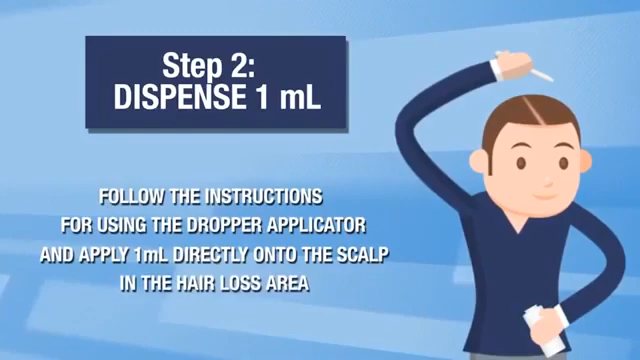 Step 2:
DISPENSE 1 mL
FOLLOW THE INSTRUCTIONS
FOR USING THE DROPPER APPLICATOR
AND APPLY 1mL DIRECTLY ONTO THE SCALP
IN THE HAIR LOSS AREA